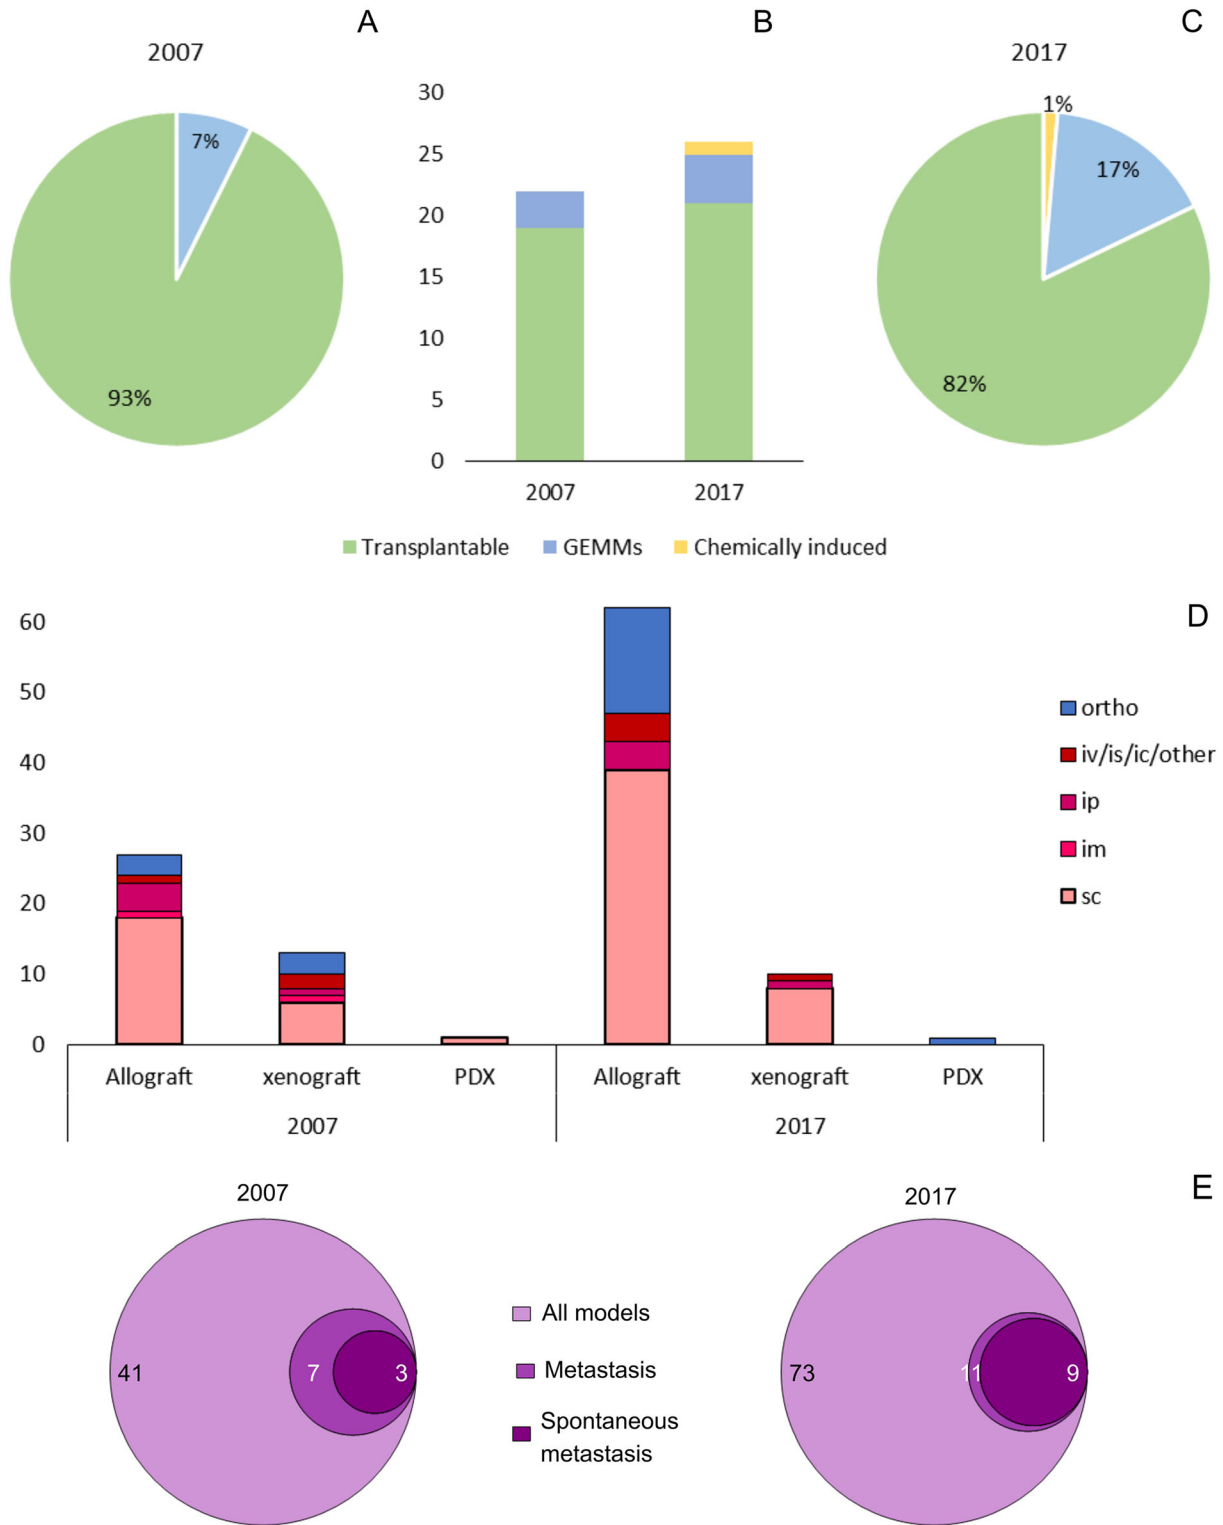 A
B
C
2007
2017
7%
93%
30
25
20
15
10
5
0
2007
2017
1%
17%
82%
Transplantable
GEMMs
Chemically induced
D
60
50
40
30
20
10
0
ortho
iv/is/ic/other
ip
im
sc
Allograft
xenograft
PDX
Allograft
xenograft
PDX
2007
2017
E
2007
2017
41
7
3
All models
Metastasis
Spontaneous
metastasis
73
11
9